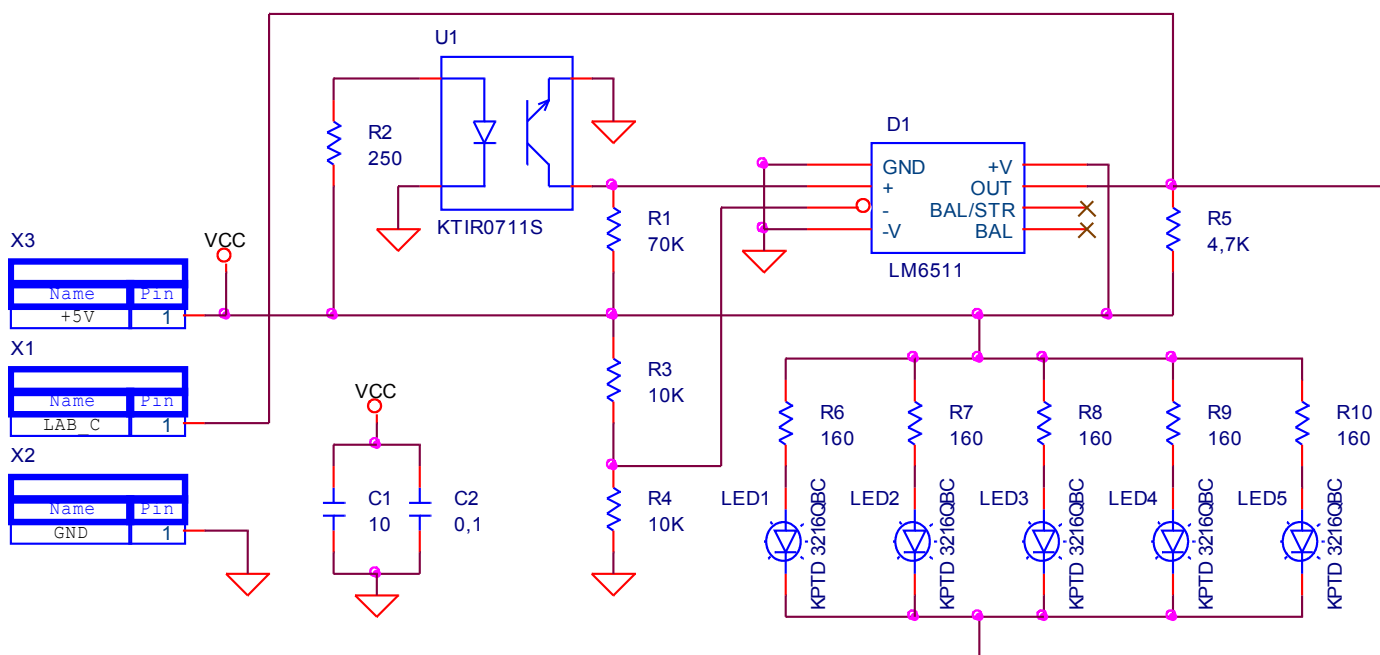 U1
KTIR0711S
R2
250
D1
GND
+
-
-V
+V
OUT
BAL/STR
BAL
LM6511
R1
70K
R5
4,7K
X3
Name Pin
+5V 1
VCC
X1
Name Pin
LAB_C 1
X2
Name Pin
GND 1
VCC
C1
10
C2
0,1
R3
10K
R4
10K
R6
160
R7
160
R8
160
R9
160
R10
160
LED1
KPTD 3216QBC
LED2
KPTD 3216QBC
LED3
KPTD 3216QBC
LED4
KPTD 3216QBC
LED5
KPTD 3216QBC